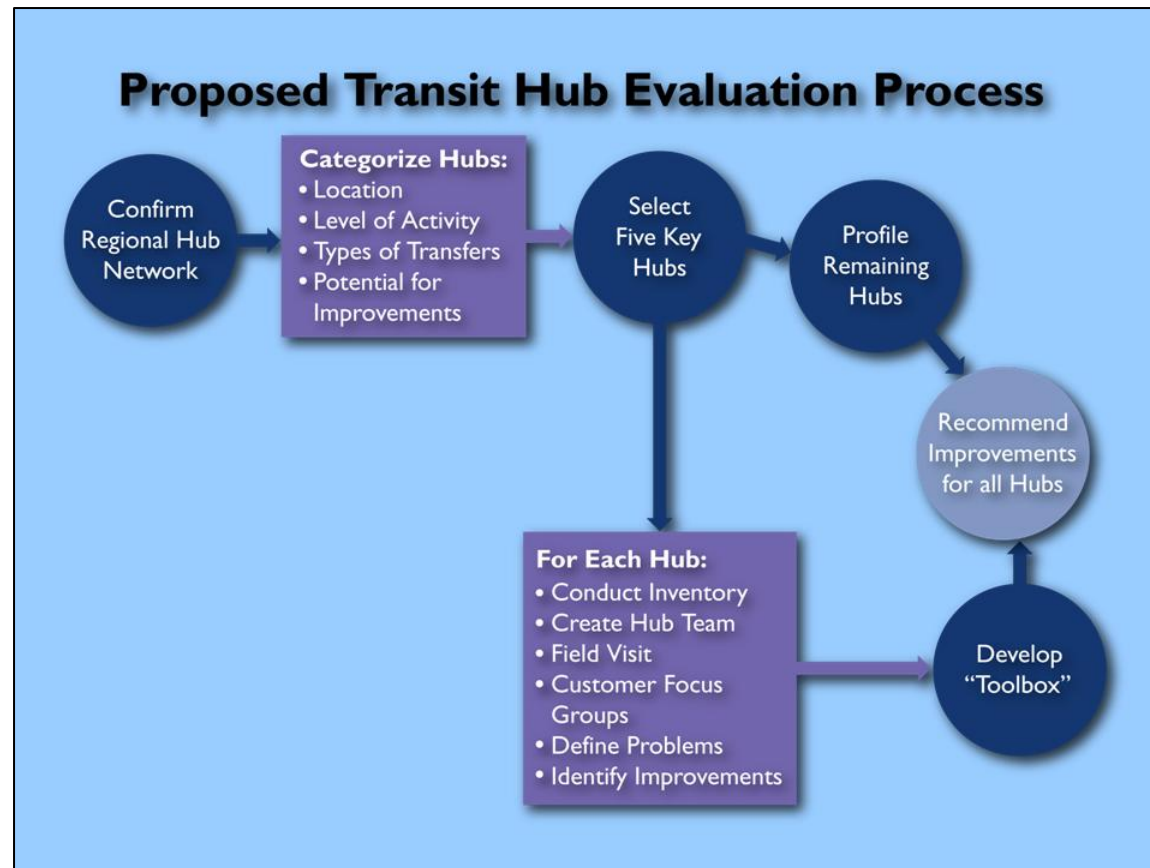 Proposed Transit Hub Evaluation Process
Confirm
Regional Hub
Network
Categorize Hubs:
• Location
• Level of Activity
• Types of Transfers
• Potential for
Improvements
Select
Five Key
Hubs
Profile
Remaining
Hubs
Recommend
Improvements
for all Hubs
For Each Hub:
• Conduct Inventory
• Create Hub Team
• Field Visit
• Customer Focus
Groups
• Define Problems
• Identify Improvements
Develop
“Toolbox”